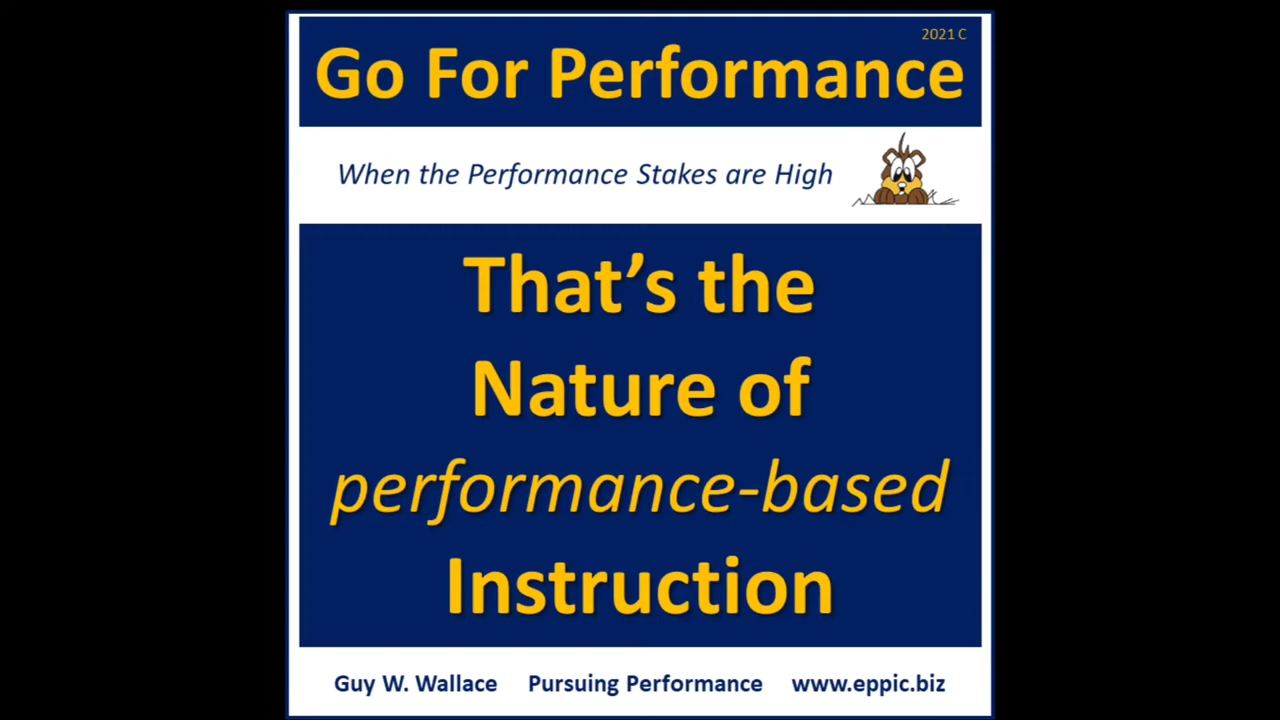 2021 C
Go For Performance
When the Performance Stakes are High
That’s the
Nature of
performance-based
Instruction
Guy W. Wallace Pursuing Performance www.eppic.biz